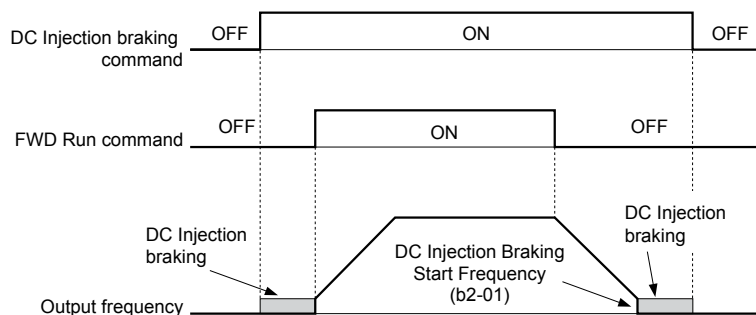 DC Injection braking
command
OFF
ON
OFF
FWD Run command
OFF
ON
OFF
DC Injection
braking
DC Injection Braking
Start Frequency
(b2-01)
DC Injection
braking
Output frequency